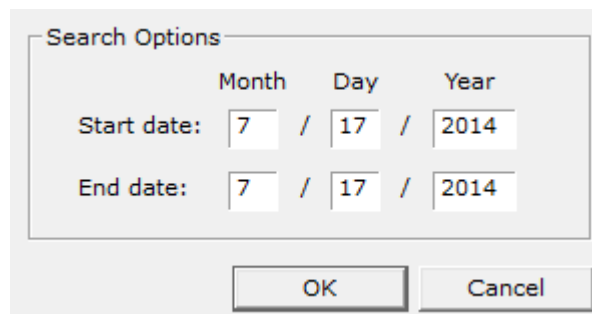 Search Options
Month Day Year
Start date: 7 / 17 / 2014
End date: 7 / 17 / 2014
OK Cancel